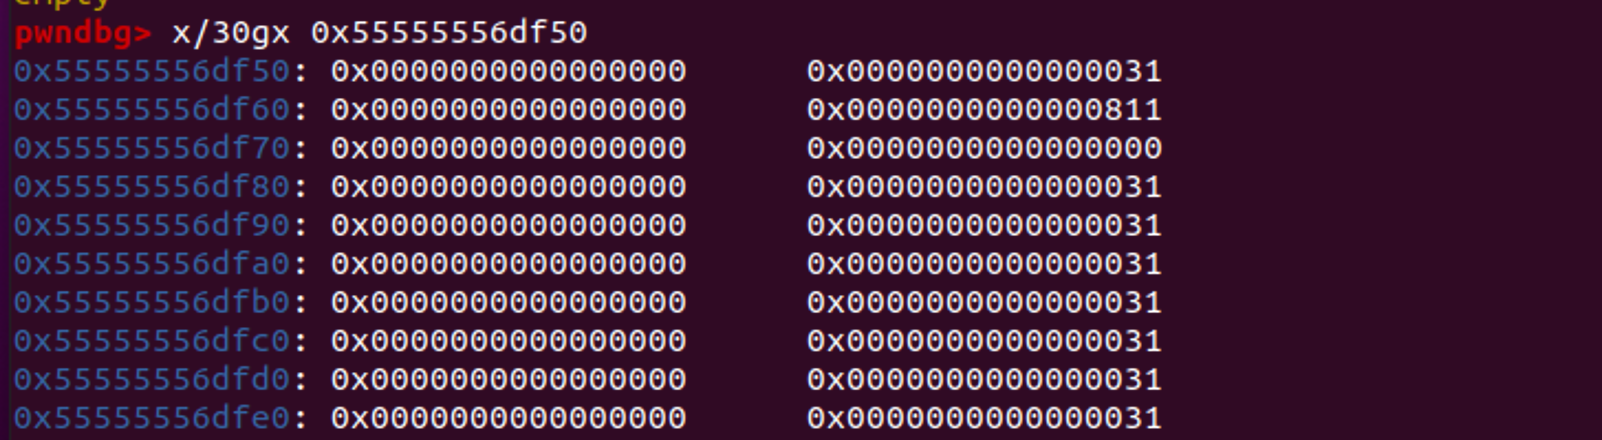 empty
pwndbg> x/30gx 0x55555556df50
0x55555556df50: 0x0000000000000000 0x0000000000000031
0x55555556df60: 0x0000000000000000 0x0000000000000811
0x55555556df70: 0x0000000000000000 0x0000000000000000
0x55555556df80: 0x0000000000000000 0x0000000000000031
0x55555556df90: 0x0000000000000000 0x0000000000000031
0x55555556dfa0: 0x0000000000000000 0x0000000000000031
0x55555556dfb0: 0x0000000000000000 0x0000000000000031
0x55555556dfc0: 0x0000000000000000 0x0000000000000031
0x55555556dfd0: 0x0000000000000000 0x0000000000000031
0x55555556dfe0: 0x0000000000000000 0x0000000000000031